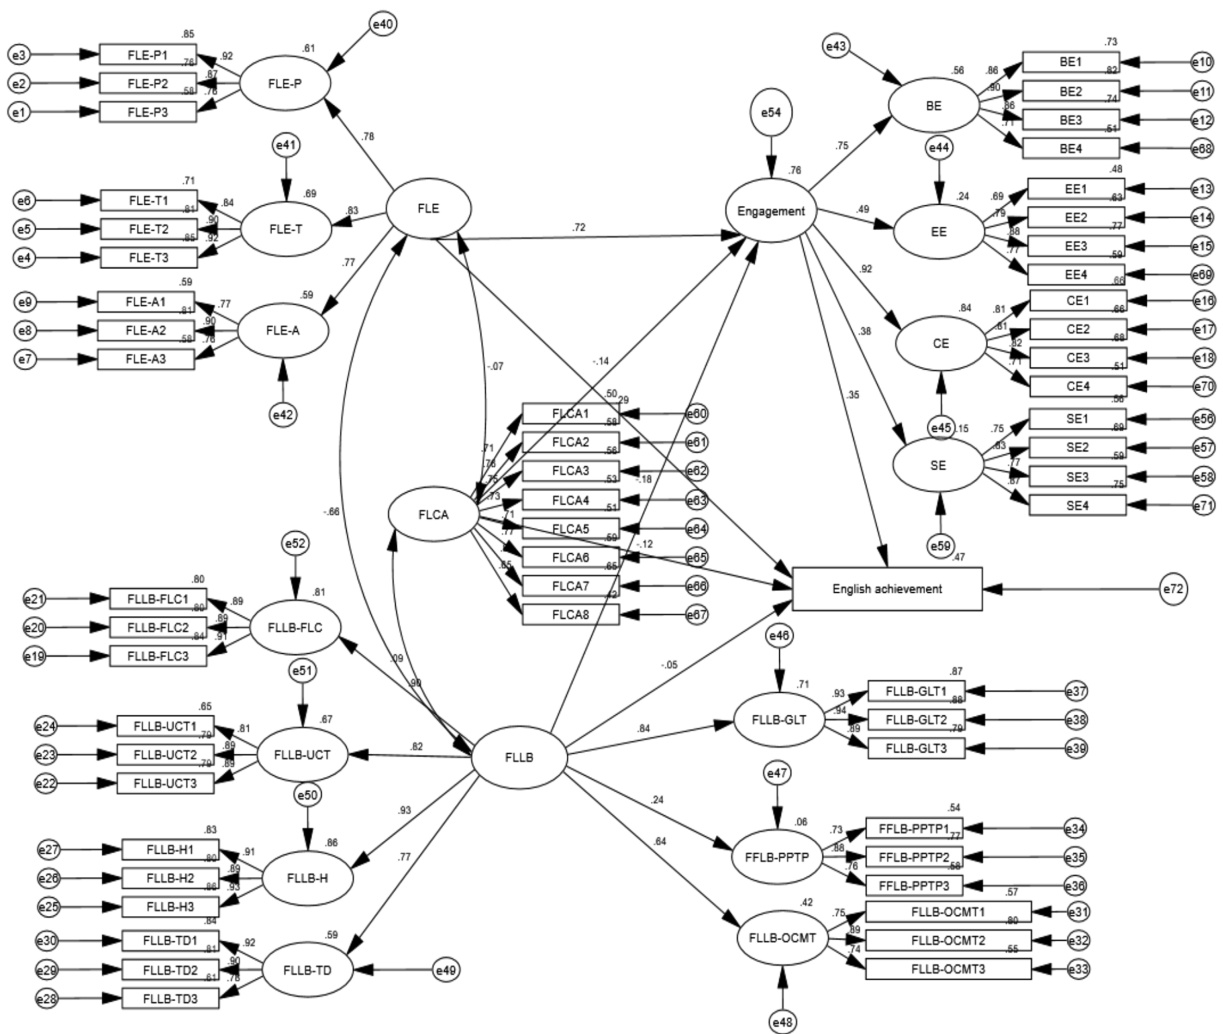 e40
.85
.61
e3
FLE-P1
.92
.76
e2
FLE-P2
.87
FLE-P
.58
e1
FLE-P3
.76
.78
e41
.71
.69
e6
FLE-T1
.84
.81
e5
FLE-T2
.90
FLE-T
.83
FLE
.85
e4
FLE-T3
.92
.77
.59
.59
e9
FLE-A1
.77
.81
e8
FLE-A2
.90
FLE-A
.58
e7
FLE-A3
.76
e42
e54
.76
Engagement
.72
.75
.49
.92
.38
.35
e43
.56
BE
.73
.86
BE1
e10
.82
.90
BE2
e11
.74
.86
BE3
e12
.51
.71
BE4
e68
e44
.24
EE
.48
.69
EE1
e13
.63
.79
EE2
e14
.77
.88
EE3
e15
.59
.77
EE4
e69
.84
CE
.66
.81
CE1
e16
.66
.81
CE2
e17
.68
.82
CE3
e18
.51
.71
CE4
e70
e45
.15
SE
.56
.75
SE1
e56
.69
.83
SE2
e57
.59
.77
SE3
e58
.75
.87
SE4
e71
e59
-.07
-.14
.29
-.18
-.66
FLCA
.50
.71
FLCA1
e60
.58
.76
FLCA2
e61
.56
.75
FLCA3
e62
.53
.73
FLCA4
e63
.51
.71
FLCA5
e64
.59
.77
FLCA6
e65
.65
FLCA7
e66
.42
.65
FLCA8
e67
-.12
.47
English achievement
e72
-.05
e52
.80
.81
e21
FLLB-FLC1
.89
.80
e20
FLLB-FLC2
.89
FLLB-FLC
.84
e19
FLLB-FLC3
.91
.09
.90
e51
.65
.67
e24
FLLB-UCT1
.81
.79
e23
FLLB-UCT2
.89
FLLB-UCT
.82
FLLB
.79
e22
FLLB-UCT3
.89
e50
.93
.83
.86
e27
FLLB-H1
.91
.80
e26
FLLB-H2
.89
FLLB-H
.86
e25
FLLB-H3
.93
.77
.84
.59
e30
FLLB-TD1
.92
.81
e29
FLLB-TD2
.90
FLLB-TD
e49
.61
e28
FLLB-TD3
.78
e46
.71
.84
FLLB-GLT
.87
.93
FLLB-GLT1
e37
.88
.94
FLLB-GLT2
e38
.79
.89
FLLB-GLT3
e39
e47
.24
.06
FFLB-PPTP
.54
.73
FFLB-PPTP1
e34
.77
.88
FFLB-PPTP2
e35
.58
.76
FFLB-PPTP3
e36
.64
.42
FLLB-OCMT
.57
.75
FLLB-OCMT1
e31
.80
.89
FLLB-OCMT2
e32
.55
.74
FLLB-OCMT3
e33
e48